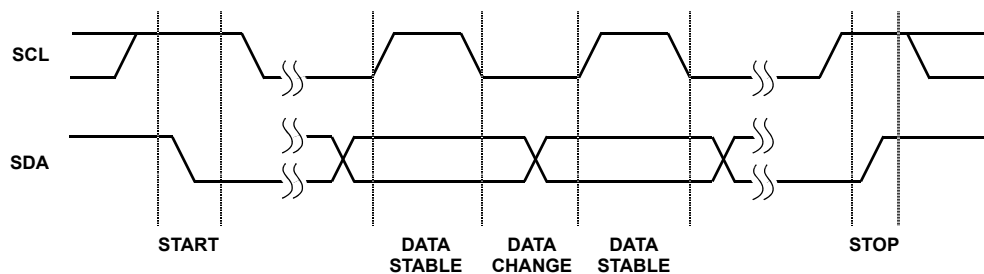 SCL
SDA
START
DATA
STABLE
DATA
CHANGE
DATA
STABLE
STOP